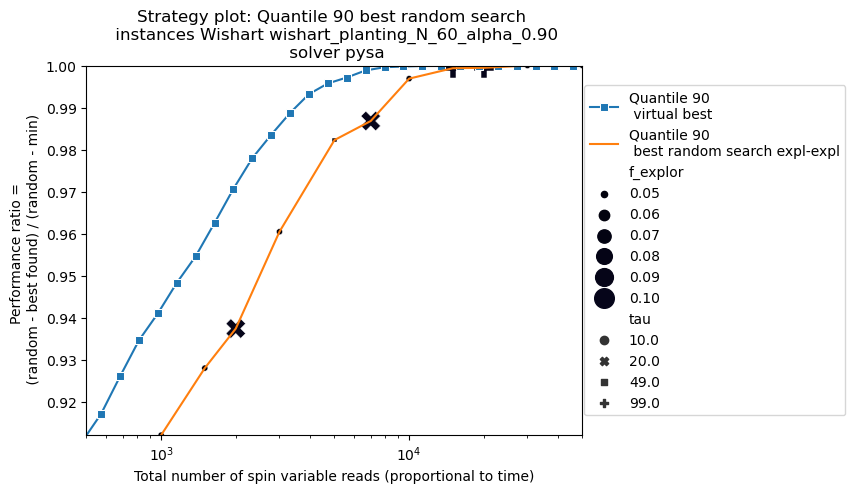 Strategy plot: Quantile 90 best random search
instances Wishart wishart_planting_N_60_alpha_0.90
solver pysa
Performance ratio =
(random - best found) / (random - min)
1.00
0.99
0.98
0.97
0.96
0.95
0.94
0.93
0.92
10³
10⁴
Total number of spin variable reads (proportional to time)
Quantile 90
virtual best
Quantile 90
best random search expl-expl
f_explor
0.05
0.06
0.07
0.08
0.09
0.10
tau
10.0
20.0
49.0
99.0